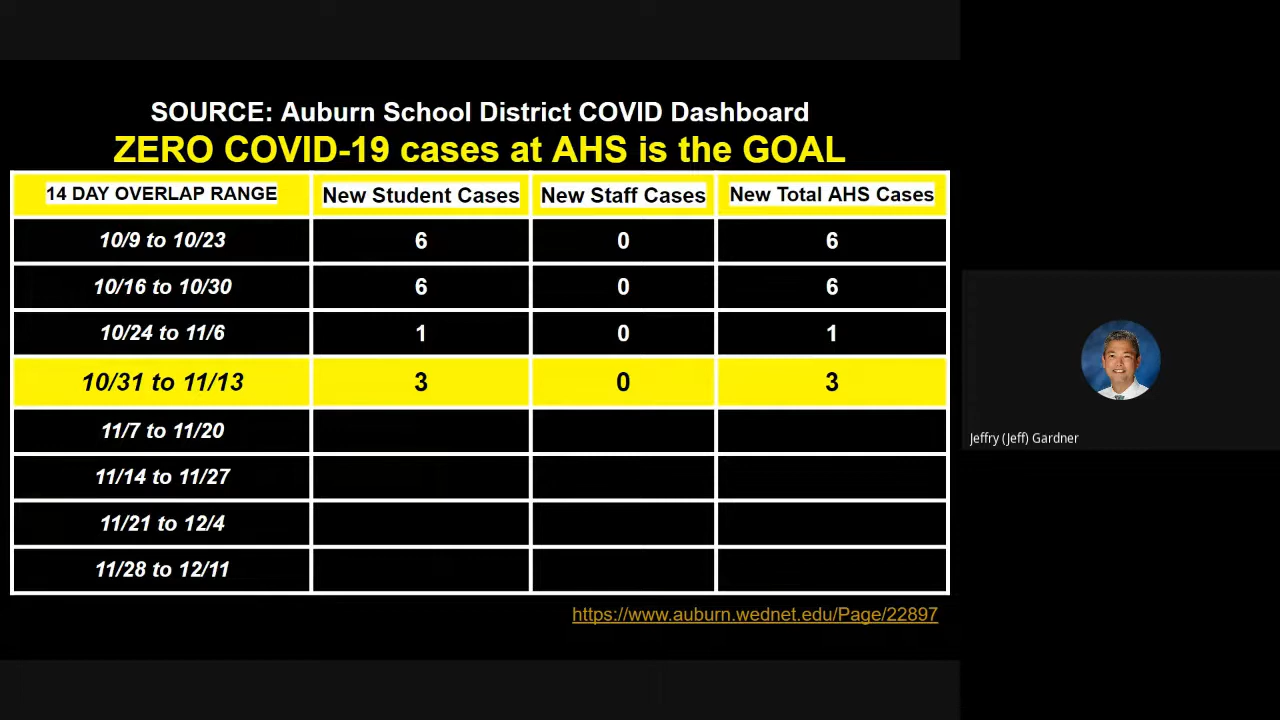 SOURCE: Auburn School District COVID Dashboard
ZERO COVID-19 cases at AHS is the GOAL
14 DAY OVERLAP RANGE New Student Cases New Staff Cases New Total AHS Cases
10/9 to 10/23 6 0 6
10/16 to 10/30 6 0 6
10/24 to 11/6 1 0 1
10/31 to 11/13 3 0 3
11/7 to 11/20
11/14 to 11/27
11/21 to 12/4
11/28 to 12/11
https://www.auburn.wednet.edu/Page/22897
Jeffry (Jeff) Gardner